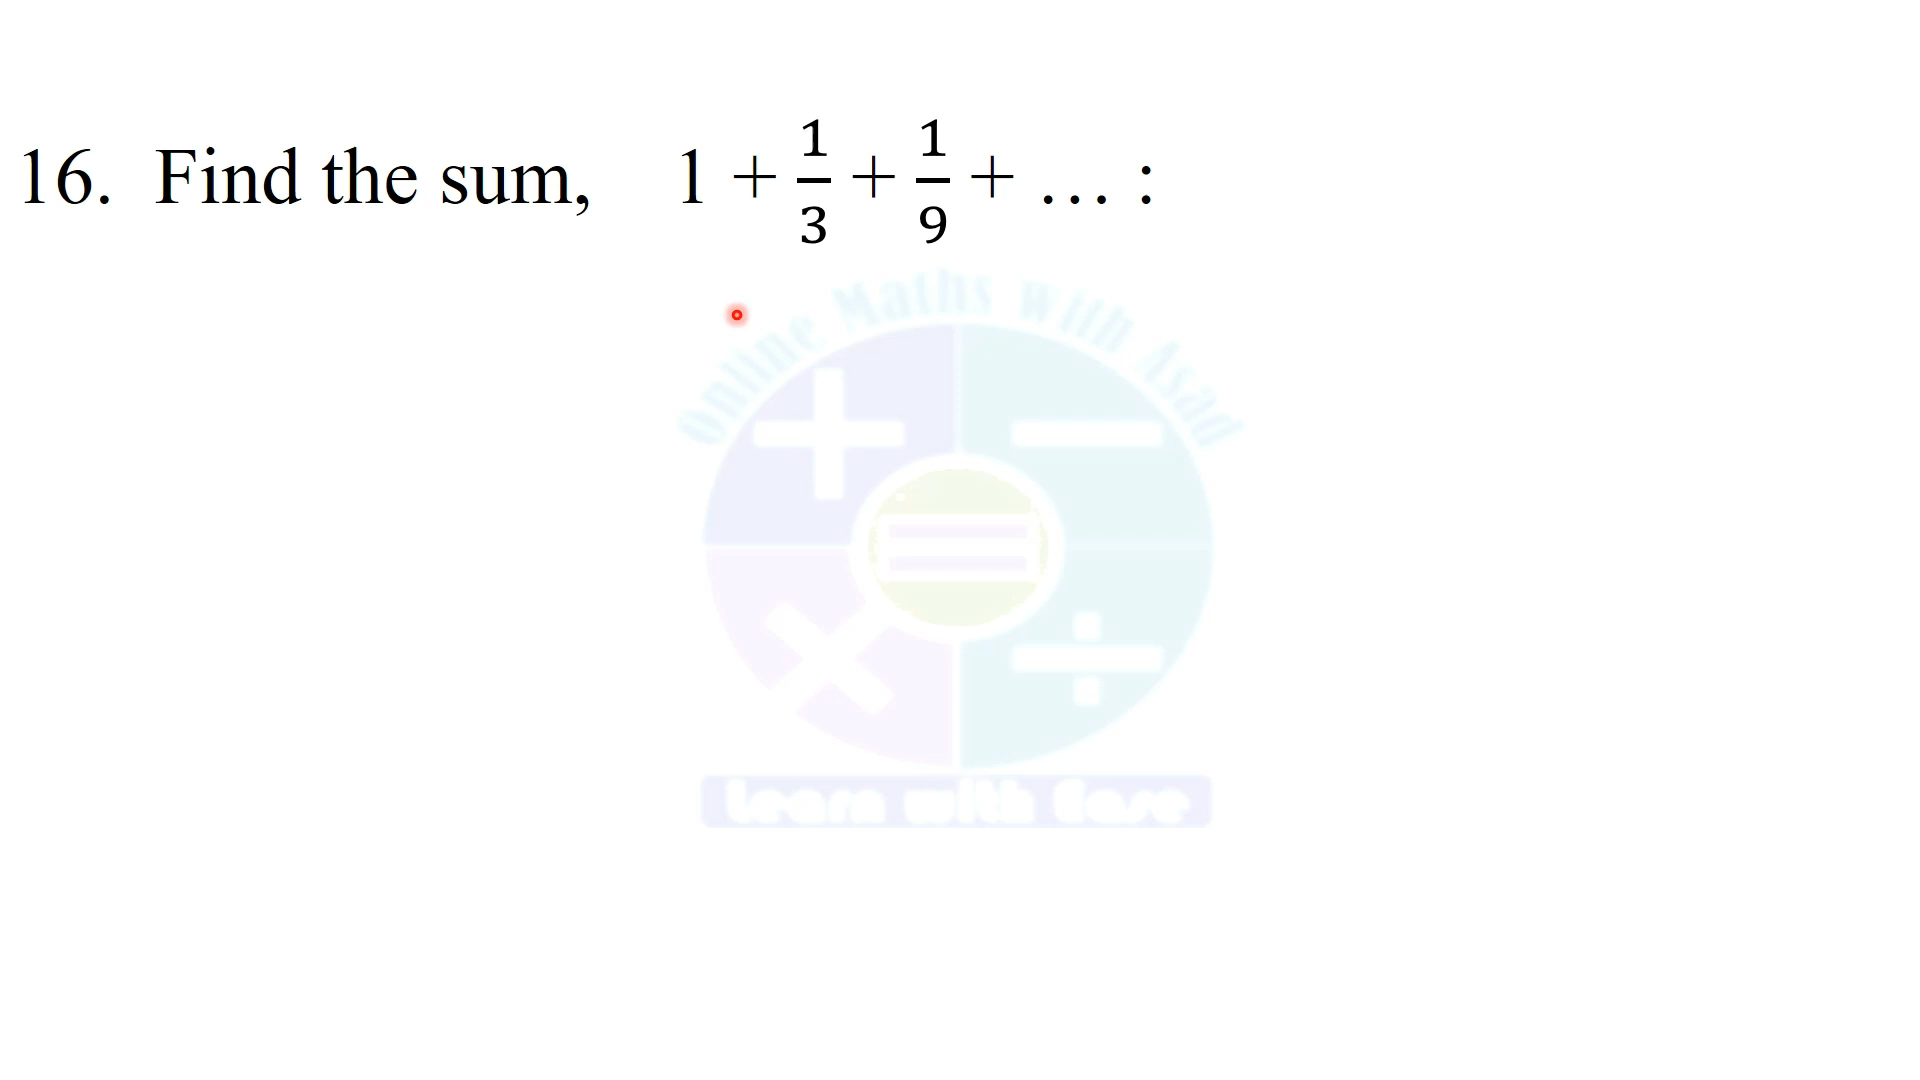 16. Find the sum, 1 + 1/3 + 1/9 + ... :
Online Maths With Asad
Learn with Ease